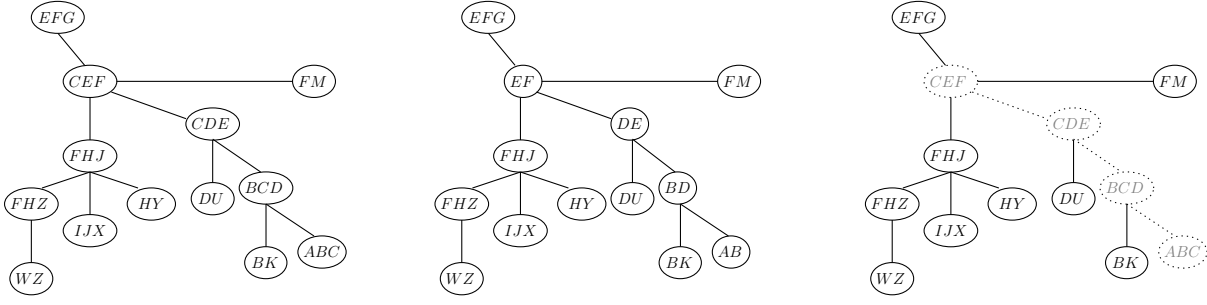 EFG
CEF
FM
CDE
FHJ
FHZ
IJX
HY
DU
BCD
WZ
BK
ABC
EFG
EF
FM
DE
FHJ
FHZ
IJX
HY
DU
BD
WZ
BK
AB
EFG
CEF
FM
CDE
FHJ
FHZ
IJX
HY
DU
BCD
WZ
BK
ABC